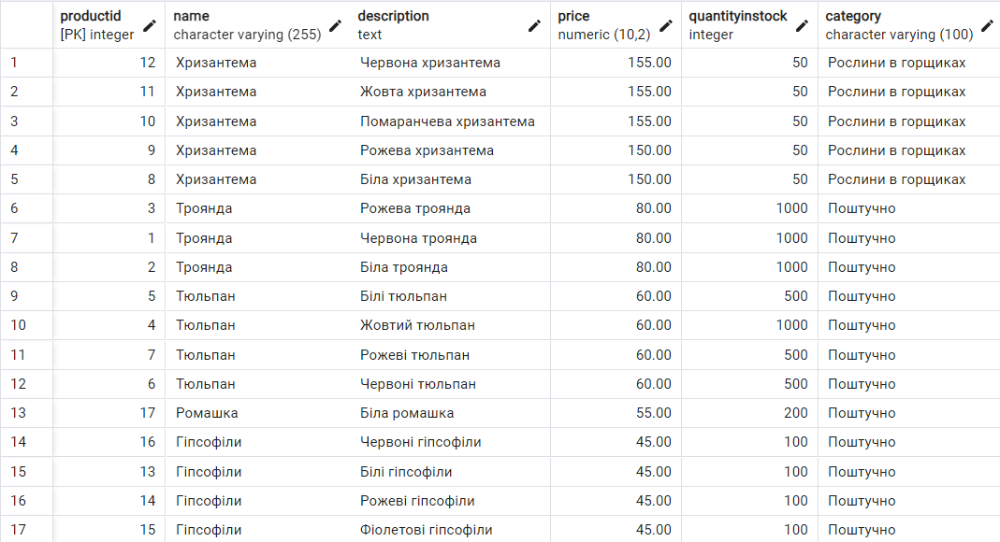 productid name description price quantityinstock category
[PK] integer character varying (255) text numeric (10,2) integer character varying (100)
1 12 Хризантема Червона хризантема 155.00 50 Рослини в горщиках
2 11 Хризантема Жовта хризантема 155.00 50 Рослини в горщиках
3 10 Хризантема Помаранчева хризантема 155.00 50 Рослини в горщиках
4 9 Хризантема Рожева хризантема 150.00 50 Рослини в горщиках
5 8 Хризантема Біла хризантема 150.00 50 Рослини в горщиках
6 3 Троянда Рожева троянда 80.00 1000 Поштучно
7 1 Троянда Червона троянда 80.00 1000 Поштучно
8 2 Троянда Біла троянда 80.00 1000 Поштучно
9 5 Тюльпан Білі тюльпан 60.00 500 Поштучно
10 4 Тюльпан Жовтий тюльпан 60.00 1000 Поштучно
11 7 Тюльпан Рожеві тюльпан 60.00 500 Поштучно
12 6 Тюльпан Червоні тюльпан 60.00 500 Поштучно
13 17 Ромашка Біла ромашка 55.00 200 Поштучно
14 16 Гіпсофіли Червоні гіпсофіли 45.00 100 Поштучно
15 13 Гіпсофіли Білі гіпсофіли 45.00 100 Поштучно
16 14 Гіпсофіли Рожеві гіпсофіли 45.00 100 Поштучно
17 15 Гіпсофіли Фіолетові гіпсофіли 45.00 100 Поштучно